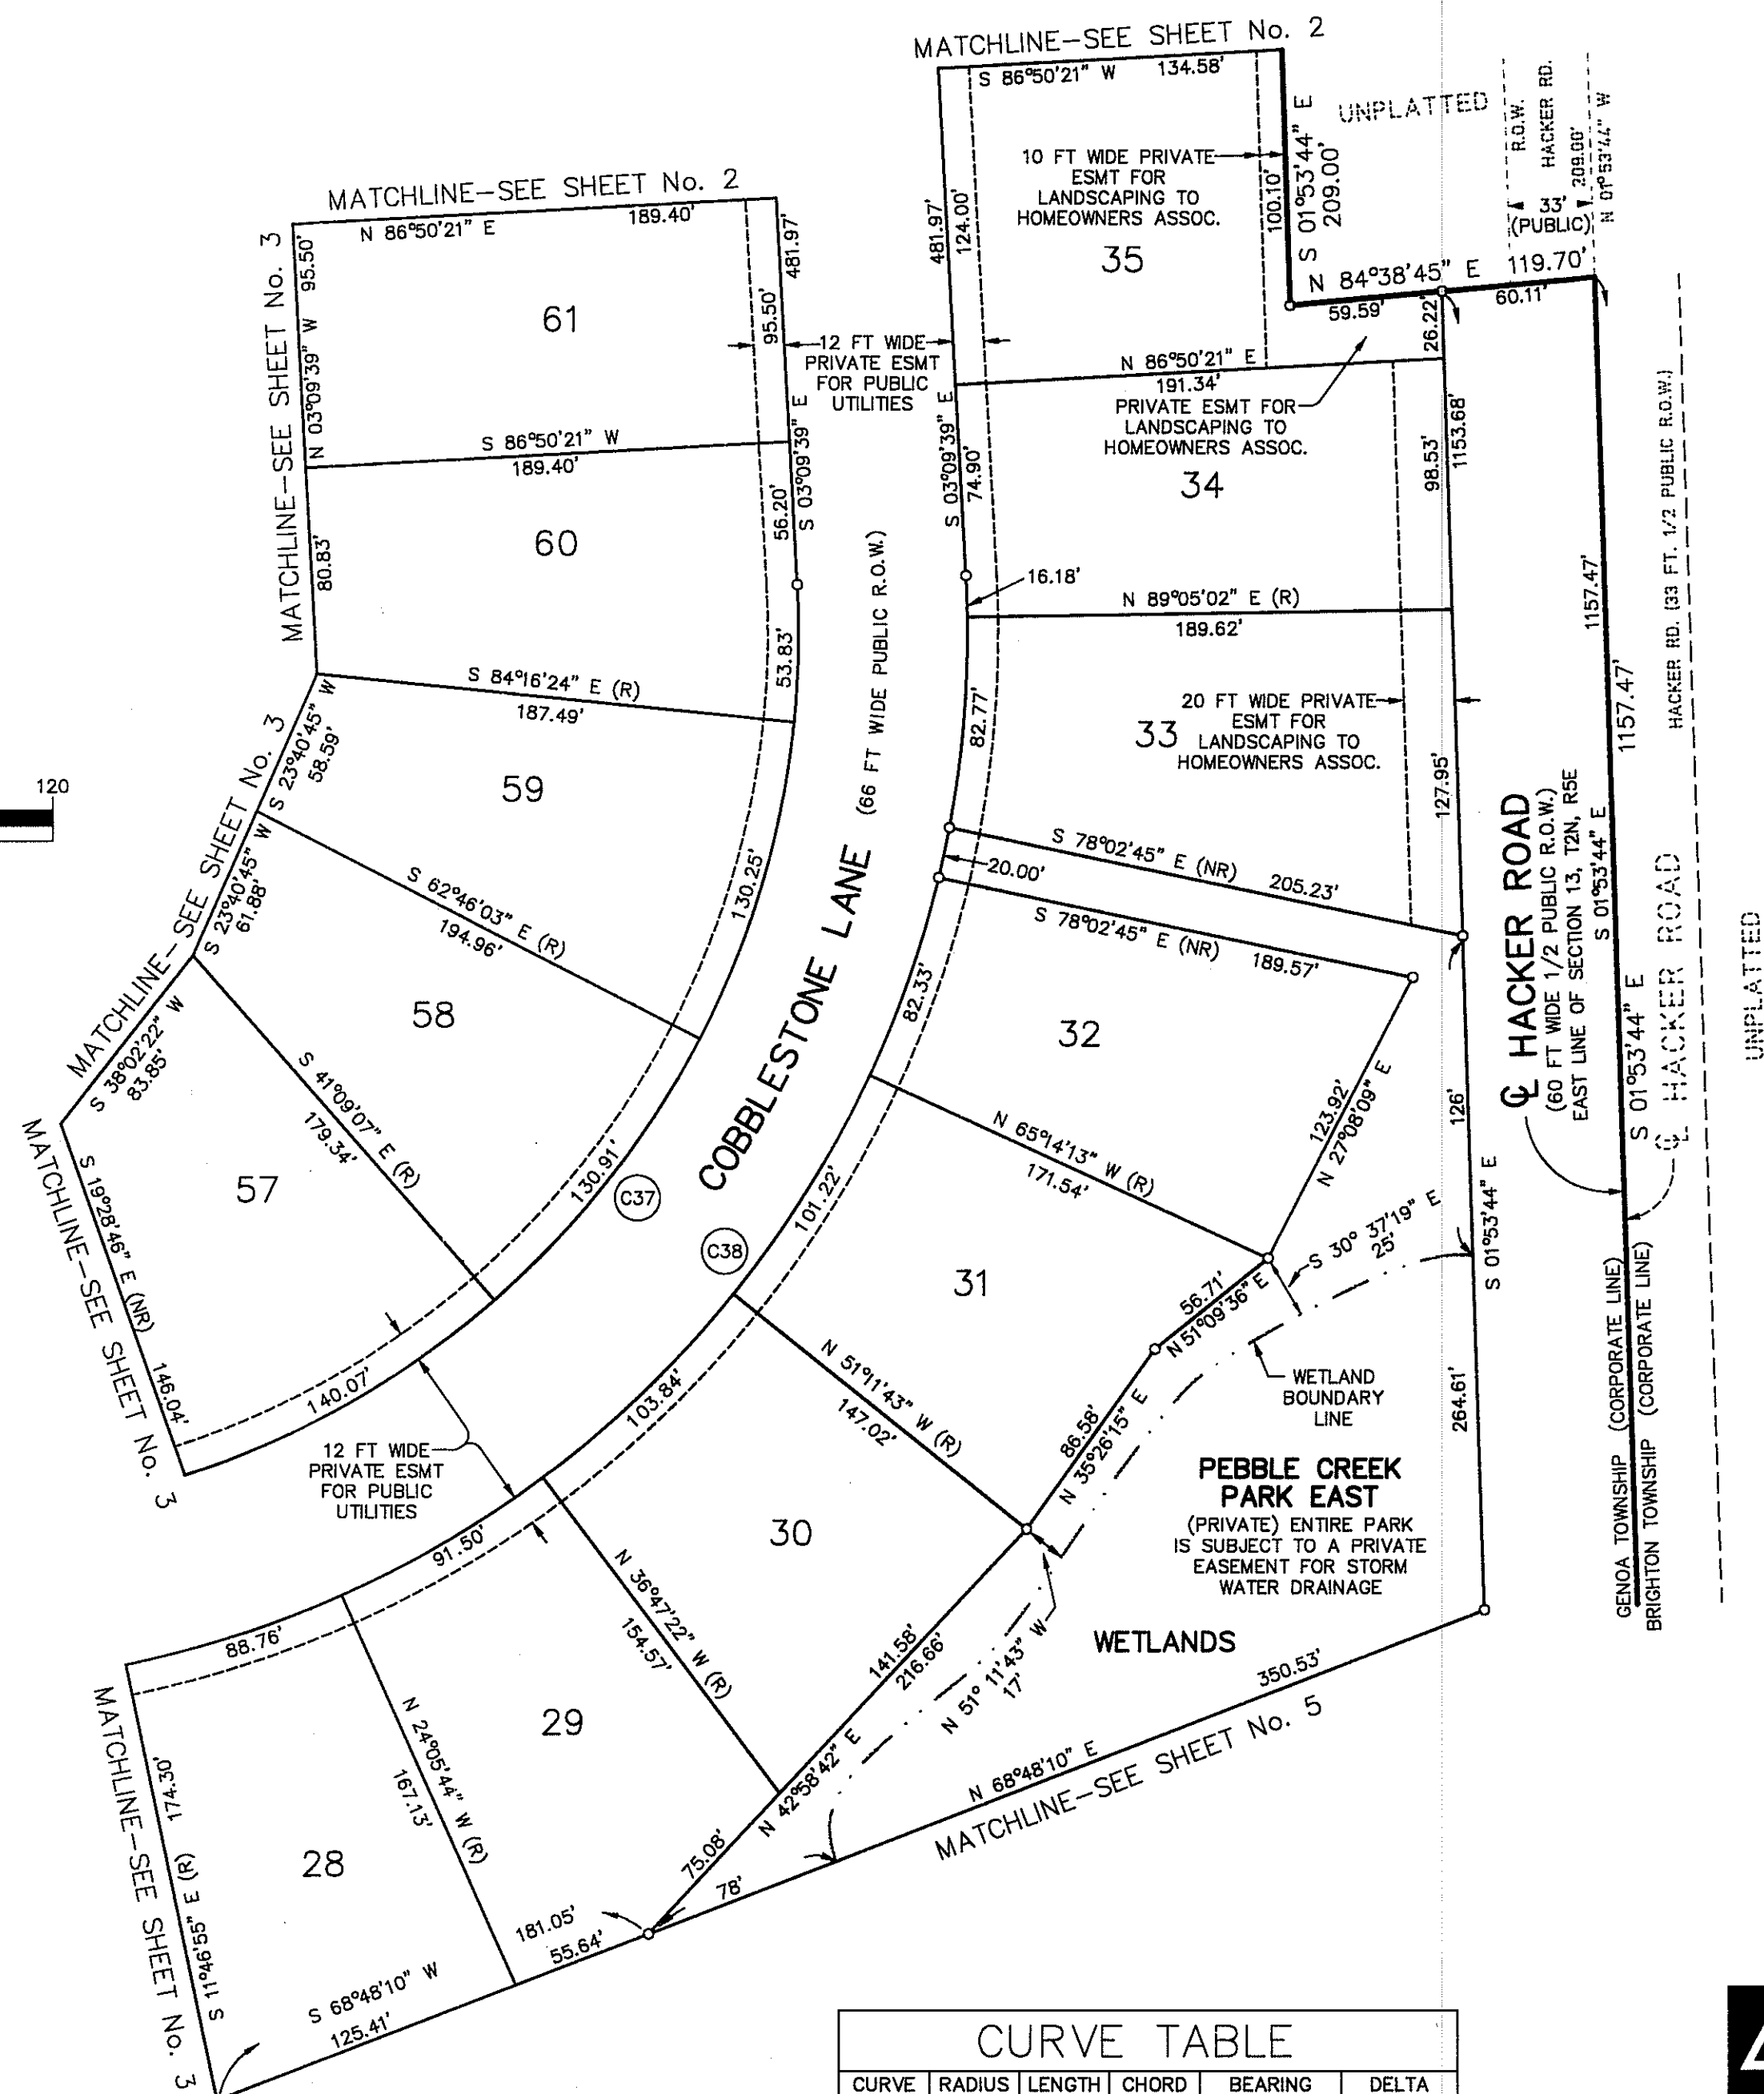 MATCHLINE-SEE SHEET No. 2
S 86°50'21" W 134.58'
MATCHLINE-SEE SHEET No. 2
N 86°50'21" E 189.40'
MATCHLINE-SEE SHEET No. 3
N 03°09'39" W 95.50'
61
95.50'
481.97'
S 03°09'39" E
12 FT WIDE
PRIVATE ESMT
FOR PUBLIC
UTILITIES
481.97'
124.00'
10 FT WIDE PRIVATE
ESMT FOR
LANDSCAPING TO
HOMEOWNERS ASSOC.
35
100.10'
S 01°53'44" E
209.00'
UNPLATTED
R.O.W.
HACKER RD.
33'
(PUBLIC)
209.00'
N 01°53'44" W
N 84°38'45" E 119.70'
59.59'
60.11'
26.22'
N 86°50'21" E
191.34'
PRIVATE ESMT FOR
LANDSCAPING TO
HOMEOWNERS ASSOC.
34
98.53'
1153.68'
S 03°09'39" E
74.90'
16.18'
S 86°50'21" W
189.40'
60
80.83'
56.20'
53.83'
N 89°05'02" E (R)
189.62'
S 84°16'24" E (R)
187.49'
20 FT WIDE PRIVATE
ESMT FOR
LANDSCAPING TO
HOMEOWNERS ASSOC.
33
82.77'
127.95'
1157.47'
1157.47'
HACKER RD. (33 FT. 1/2 PUBLIC R.O.W.)
120
MATCHLINE-SEE SHEET No. 3
S 23°40'45" W
58.59'
59
130.25'
COBBLESTONE LANE (66 FT WIDE PUBLIC R.O.W.)
S 78°02'45" E (NR) 205.23'
20.00'
S 78°02'45" E (NR) 189.57'
S 23°40'45" W
61.88'
S 62°46'03" E (R)
194.96'
58
82.33'
32
123.92'
N 27°08'09" E
126'
℄ HACKER ROAD
(60 FT WIDE 1/2 PUBLIC R.O.W.)
EAST LINE OF SECTION 13, T2N, R5E
S 01°53'44" E
S 01°53'44" E
℄ HACKER ROAD
UNPLATTED
S 38°02'22" W
83.85'
S 41°09'07" E (R)
179.34'
57
130.91'
C37
C38
101.22'
N 65°14'13" W (R)
171.54'
31
S 30° 37'19" E
25'
S 01°53'44" E
MATCHLINE-SEE SHEET No. 3
S 19°28'46" E (NR) 146.04'
140.07'
56.71'
N 51°09'36" E
WETLAND
BOUNDARY
LINE
264.61'
12 FT WIDE
PRIVATE ESMT
FOR PUBLIC
UTILITIES
103.84'
N 51°11'43" W (R)
147.02'
86.58'
N 35°26'15" E
PEBBLE CREEK
PARK EAST
(PRIVATE) ENTIRE PARK
IS SUBJECT TO A PRIVATE
EASEMENT FOR STORM
WATER DRAINAGE
GENOA TOWNSHIP (CORPORATE LINE)
BRIGHTON TOWNSHIP (CORPORATE LINE)
30
91.50'
N 36°47'22" W (R)
154.57'
141.58'
216.66'
N 51° 11'43" W
17'
WETLANDS
88.76'
29
N 42°58'42" E
75.08'
N 24°05'44" W (R)
167.13'
28
MATCHLINE-SEE SHEET No. 3
S 11°46'55" E (R) 174.30'
350.53'
N 68°48'10" E
MATCHLINE-SEE SHEET No. 5
78'
181.05'
55.64'
S 68°48'10" W
125.41'
CURVE TABLE
CURVE RADIUS LENGTH CHORD BEARING DELTA